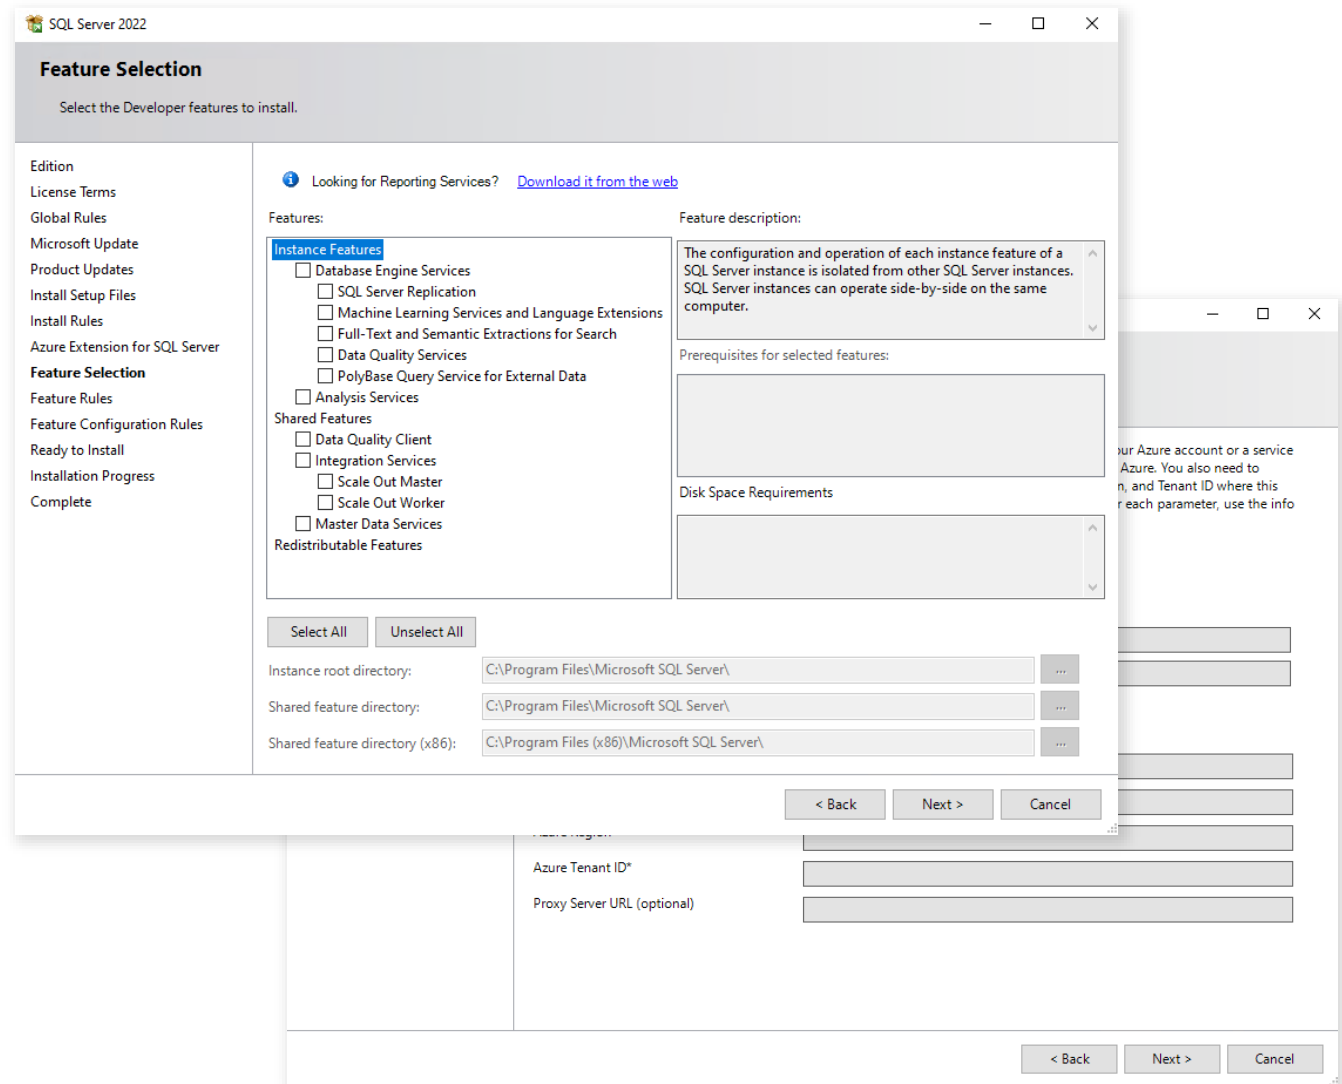 SQL Server 2022
Feature Selection
Select the Developer features to install.
Edition
License Terms
Global Rules
Microsoft Update
Product Updates
Install Setup Files
Install Rules
Azure Extension for SQL Server
Feature Selection
Feature Rules
Feature Configuration Rules
Ready to Install
Installation Progress
Complete
Looking for Reporting Services? Download it from the web
Features:
Instance Features
Database Engine Services
SQL Server Replication
Machine Learning Services and Language Extensions
Full-Text and Semantic Extractions for Search
Data Quality Services
PolyBase Query Service for External Data
Analysis Services
Shared Features
Data Quality Client
Integration Services
Scale Out Master
Scale Out Worker
Master Data Services
Redistributable Features
Feature description:
The configuration and operation of each instance feature of a
SQL Server instance is isolated from other SQL Server instances.
SQL Server instances can operate side-by-side on the same
computer.
Prerequisites for selected features:
Disk Space Requirements
Select All
Unselect All
Instance root directory: C:\Program Files\Microsoft SQL Server\ ...
Shared feature directory: C:\Program Files\Microsoft SQL Server\ ...
Shared feature directory (x86): C:\Program Files (x86)\Microsoft SQL Server\ ...
< Back
Next >
Cancel
Azure account or a service
Azure. You also need to
, and Tenant ID where this
each parameter, use the info
Azure Region
Azure Tenant ID*
Proxy Server URL (optional)
< Back
Next >
Cancel